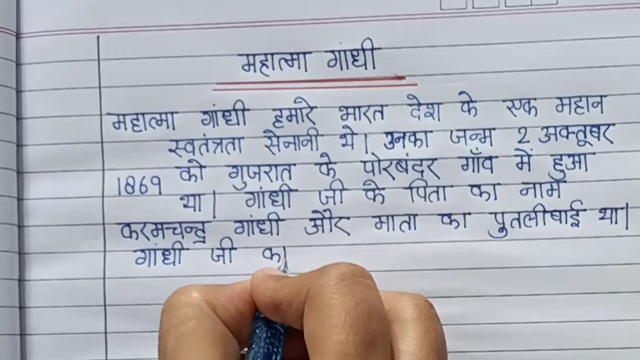 महात्मा गांधी
महात्मा गांधी हमारे भारत देश के एक महान
स्वतंत्रता सेनानी थे। उनका जन्म 2 अक्तूबर
1869 को गुजरात के पोरबंदर गाँव में हुआ
था। गांधी जी के पिता का नाम
करमचन्द्र गांधी और माता का पुतलीबाई था।
गांधी जी क